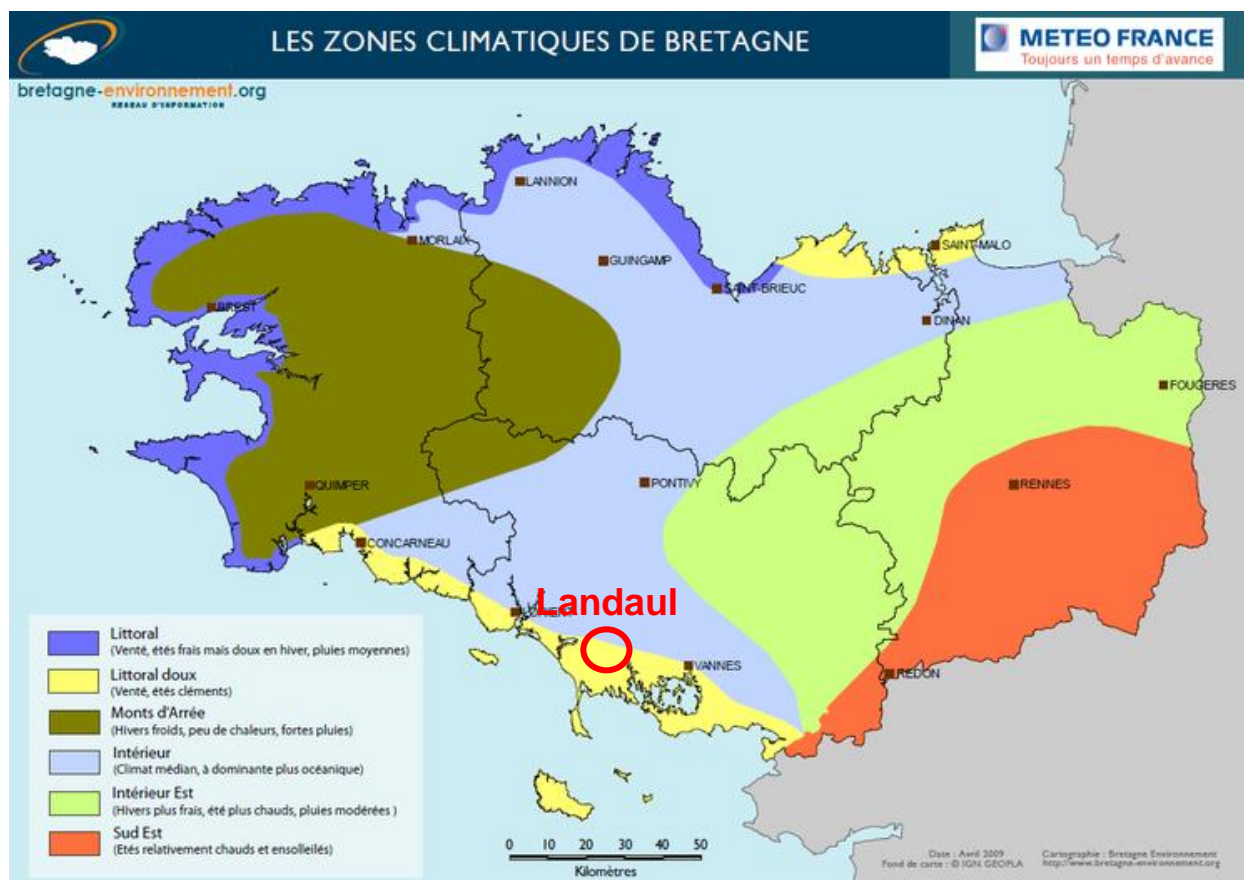 LES ZONES CLIMATIQUES DE BRETAGNE
METEO FRANCE
Toujours un temps d'avance
bretagne-environnement.org
RESEAU D'INFORMATION
LANNION
MORLAIX
SAINT-MALO
GUINGAMP
SAINT-BRIEUC
BREST
DINAN
FOUGERES
PONTIVY
QUIMPER
RENNES
CONCARNEAU
Landaul
LORIENT
VANNES
REDON
Littoral
(Venté, étés frais mais doux en hiver, pluies moyennes)
Littoral doux
(Venté, étés cléments)
Monts d'Arrée
(Hivers froids, peu de chaleurs, fortes pluies)
Intérieur
(Climat médian, à dominante plus océanique)
Intérieur Est
(Hivers plus frais, été plus chauds, pluies modérées )
Sud Est
(Etés relativement chauds et ensolleilés)
0 10 20 30 40 50
Kilomètres
Date : Avril 2009
Fond de carte : © IGN GEOFLA
Cartographie : Bretagne Environnement
http://www.bretagne-environnement.org